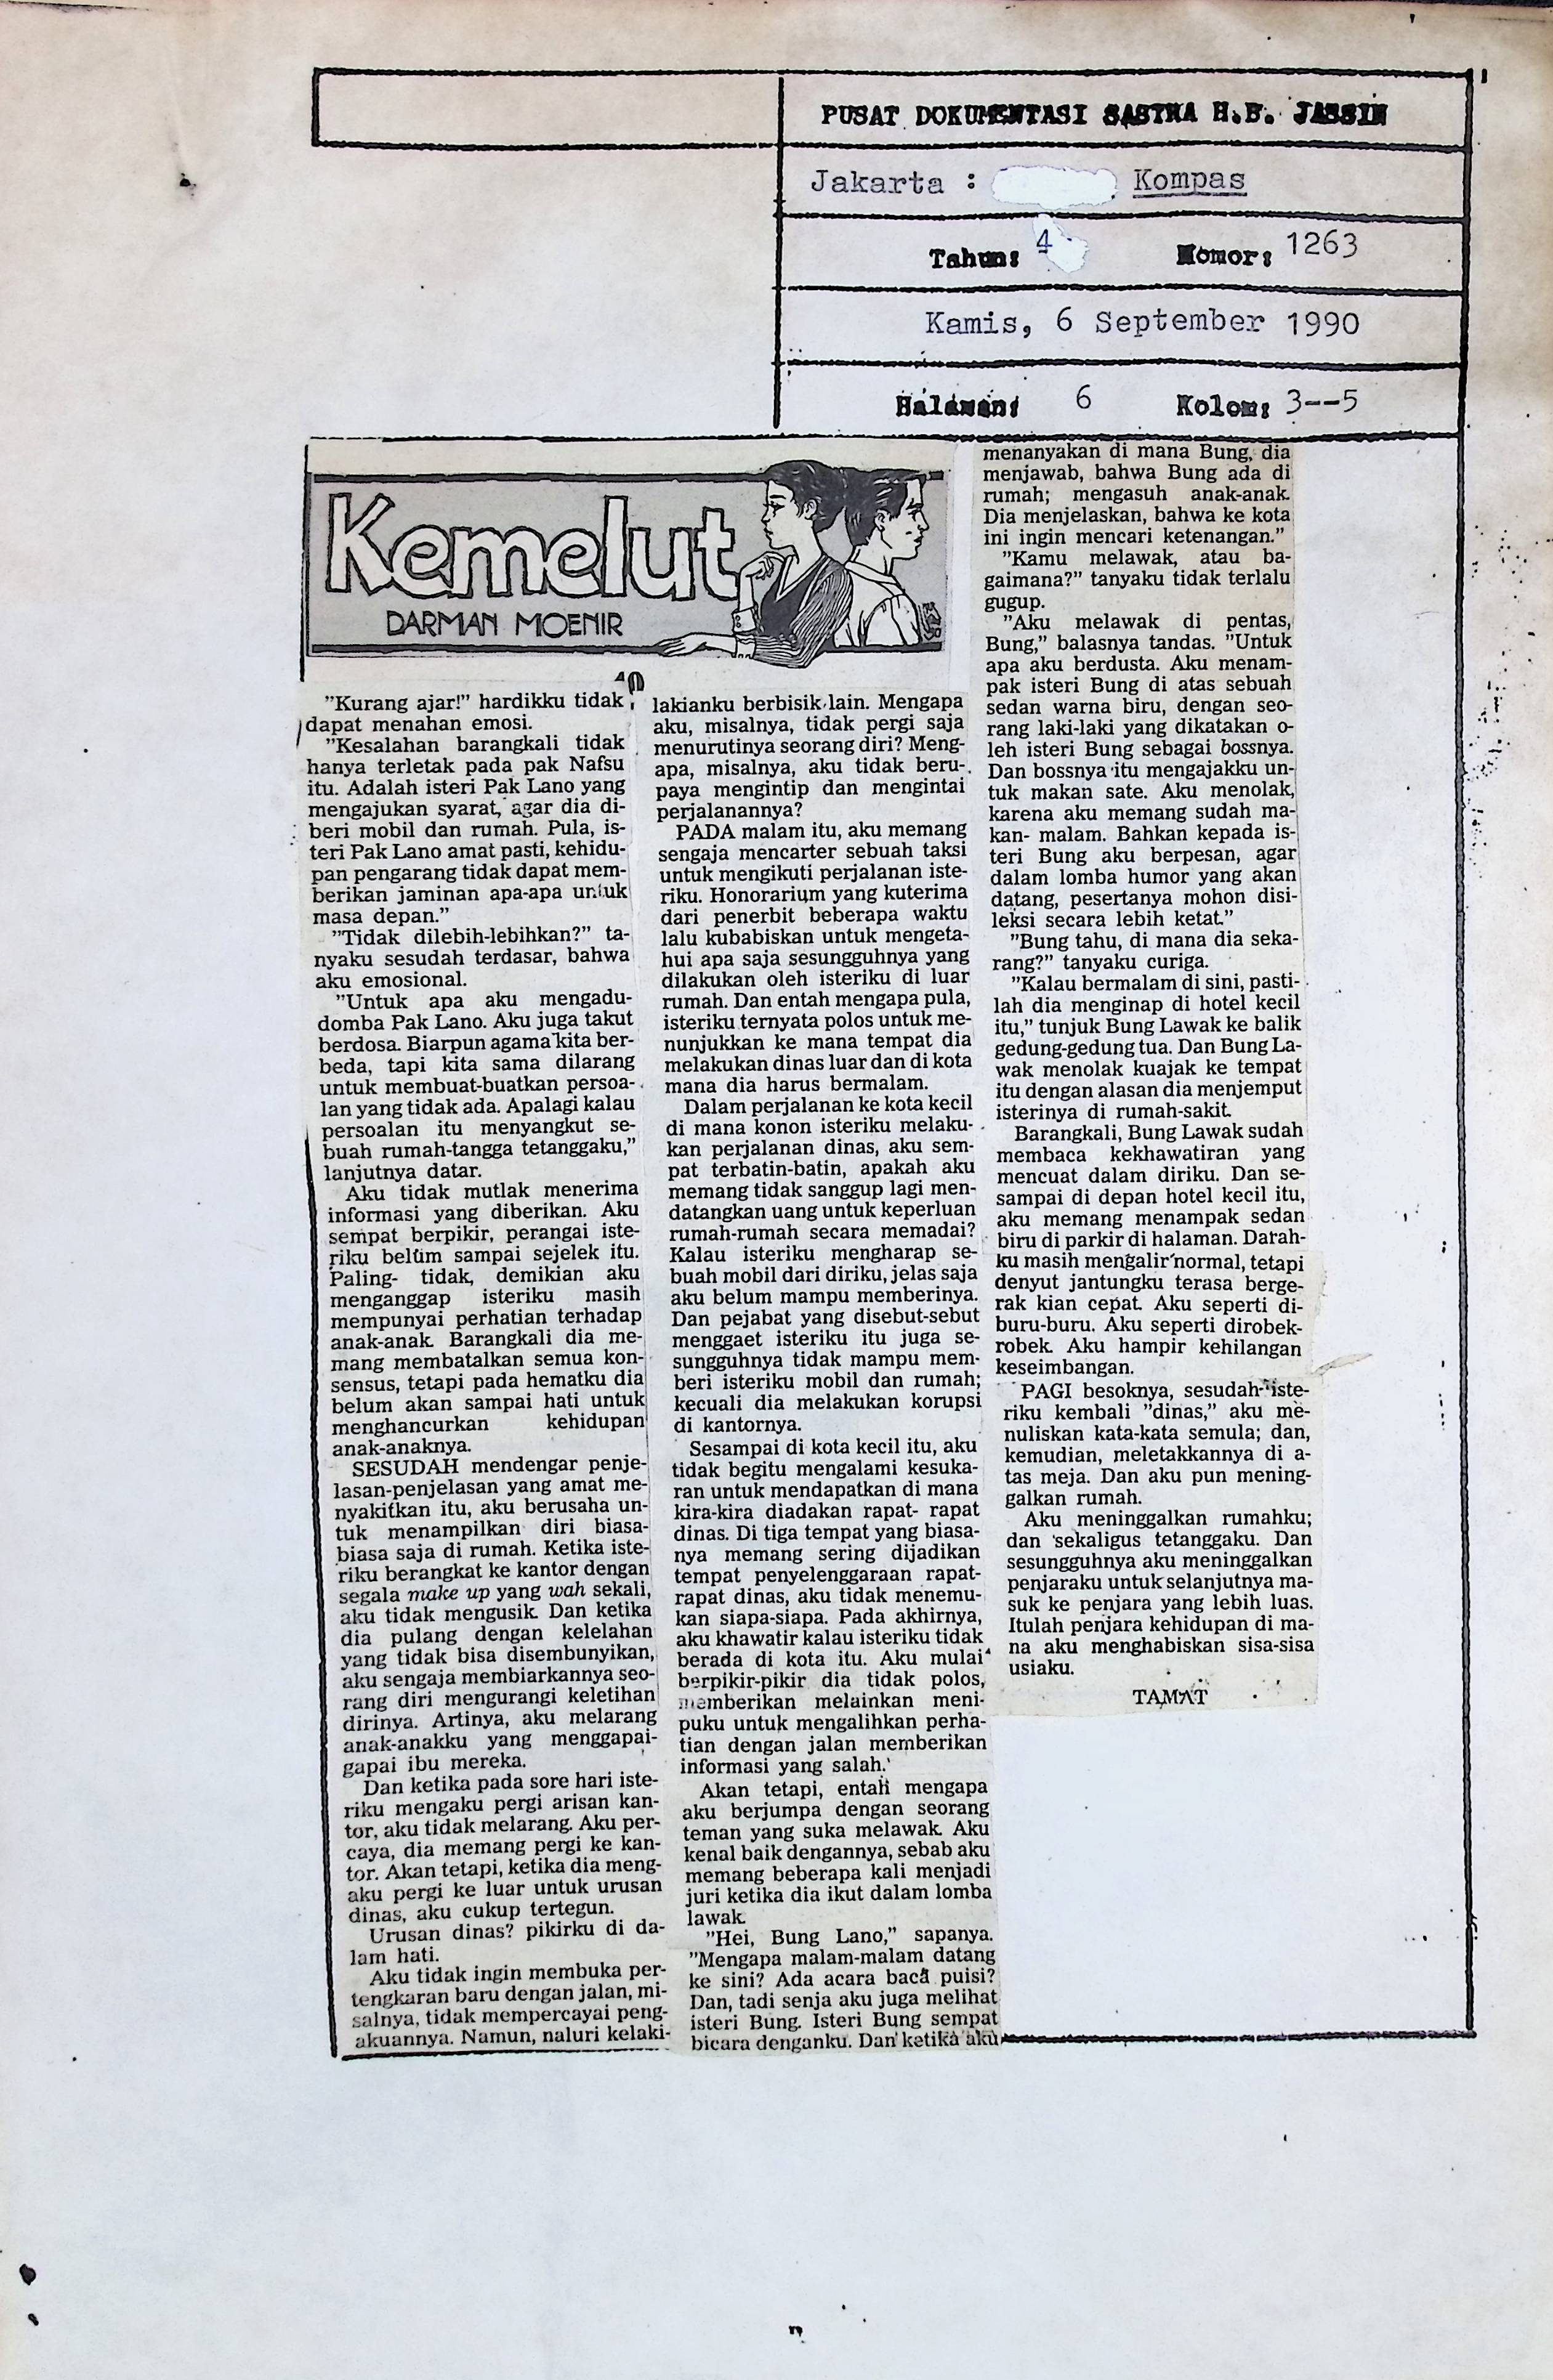 PUSAT DOKUMENTASI SASTRA H.B. JASSIN
Jakarta : Kompas
Tahun: 4 Nomor: 1263
Kamis, 6 September 1990
Halaman: 6 Kolom: 3--5
Kemelut
DARMAN MOENIR
"Kurang ajar!" hardikku tidak
dapat menahan emosi.
"Kesalahan barangkali tidak
hanya terletak pada pak Nafsu
itu. Adalah isteri Pak Lano yang
mengajukan syarat, agar dia di-
beri mobil dan rumah. Pula, is-
teri Pak Lano amat pasti, kehidu-
pan pengarang tidak dapat mem-
berikan jaminan apa-apa untuk
masa depan."
"Tidak dilebih-lebihkan?" ta-
nyaku sesudah terdasar, bahwa
aku emosional.
"Untuk apa aku mengadu-
domba Pak Lano. Aku juga takut
berdosa. Biarpun agama kita ber-
beda, tapi kita sama dilarang
untuk membuat-buatkan persoa-
lan yang tidak ada. Apalagi kalau
persoalan itu menyangkut se-
buah rumah-tangga tetanggaku,"
lanjutnya datar.
Aku tidak mutlak menerima
informasi yang diberikan. Aku
sempat berpikir, perangai iste-
riku belum sampai sejelek itu.
Paling- tidak, demikian aku
menganggap isteriku masih
mempunyai perhatian terhadap
anak-anak. Barangkali dia me-
mang membatalkan semua kon-
sensus, tetapi pada hematku dia
belum akan sampai hati untuk
menghancurkan kehidupan
anak-anaknya.
SESUDAH mendengar penje-
lasan-penjelasan yang amat me-
nyakitkan itu, aku berusaha un-
tuk menampilkan diri biasa-
biasa saja di rumah. Ketika iste-
riku berangkat ke kantor dengan
segala make up yang wah sekali,
aku tidak mengusik. Dan ketika
dia pulang dengan kelelahan
yang tidak bisa disembunyikan,
aku sengaja membiarkannya seo-
rang diri mengurangi keletihan
dirinya. Artinya, aku melarang
anak-anakku yang menggapai-
gapai ibu mereka.
Dan ketika pada sore hari iste-
riku mengaku pergi arisan kan-
tor, aku tidak melarang. Aku per-
caya, dia memang pergi ke kan-
tor. Akan tetapi, ketika dia meng-
aku pergi ke luar untuk urusan
dinas, aku cukup tertegun.
Urusan dinas? pikirku di da-
lam hati.
Aku tidak ingin membuka per-
tengkaran baru dengan jalan, mi-
salnya, tidak mempercayai peng-
akuannya. Namun, naluri kelaki-
lakianku berbisik lain. Mengapa
aku, misalnya, tidak pergi saja
menurutinya seorang diri? Meng-
apa, misalnya, aku tidak beru-
paya mengintip dan mengintai
perjalanannya?
PADA malam itu, aku memang
sengaja mencarter sebuah taksi
untuk mengikuti perjalanan iste-
riku. Honorarium yang kuterima
dari penerbit beberapa waktu
lalu kubabiskan untuk mengeta-
hui apa saja sesungguhnya yang
dilakukan oleh isteriku di luar
rumah. Dan entah mengapa pula,
isteriku ternyata polos untuk me-
nunjukkan ke mana tempat dia
melakukan dinas luar dan di kota
mana dia harus bermalam.
Dalam perjalanan ke kota kecil
di mana konon isteriku melaku-
kan perjalanan dinas, aku sem-
pat terbatin-batin, apakah aku
memang tidak sanggup lagi men-
datangkan uang untuk keperluan
rumah-rumah secara memadai?
Kalau isteriku mengharap se-
buah mobil dari diriku, jelas saja
aku belum mampu memberinya.
Dan pejabat yang disebut-sebut
menggaet isteriku itu juga se-
sungguhnya tidak mampu mem-
beri isteriku mobil dan rumah;
kecuali dia melakukan korupsi
di kantornya.
Sesampai di kota kecil itu, aku
tidak begitu mengalami kesuka-
ran untuk mendapatkan di mana
kira-kira diadakan rapat- rapat
dinas. Di tiga tempat yang biasa-
nya memang sering dijadikan
tempat penyelenggaraan rapat-
rapat dinas, aku tidak menemu-
kan siapa-siapa. Pada akhirnya,
aku khawatir kalau isteriku tidak
berada di kota itu. Aku mulai
berpikir-pikir dia tidak polos,
memberikan melainkan meni-
puku untuk mengalihkan perha-
tian dengan jalan memberikan
informasi yang salah.
Akan tetapi, entah mengapa
aku berjumpa dengan seorang
teman yang suka melawak. Aku
kenal baik dengannya, sebab aku
memang beberapa kali menjadi
juri ketika dia ikut dalam lomba
lawak.
"Hei, Bung Lano," sapanya.
"Mengapa malam-malam datang
ke sini? Ada acara baca puisi?
Dan, tadi senja aku juga melihat
isteri Bung. Isteri Bung sempat
bicara denganku. Dan ketika aku
menanyakan di mana Bung, dia
menjawab, bahwa Bung ada di
rumah; mengasuh anak-anak.
Dia menjelaskan, bahwa ke kota
ini ingin mencari ketenangan."
"Kamu melawak, atau ba-
gaimana?" tanyaku tidak terlalu
gugup.
"Aku melawak di pentas,
Bung," balasnya tandas. "Untuk
apa aku berdusta. Aku menam-
pak isteri Bung di atas sebuah
sedan warna biru, dengan seo-
rang laki-laki yang dikatakan o-
leh isteri Bung sebagai bossnya.
Dan bossnya itu mengajakku un-
tuk makan sate. Aku menolak,
karena aku memang sudah ma-
kan- malam. Bahkan kepada is-
teri Bung aku berpesan, agar
dalam lomba humor yang akan
datang, pesertanya mohon disi-
leksi secara lebih ketat."
"Bung tahu, di mana dia seka-
rang?" tanyaku curiga.
"Kalau bermalam di sini, pasti-
lah dia menginap di hotel kecil
itu," tunjuk Bung Lawak ke balik
gedung-gedung tua. Dan Bung La-
wak menolak kuajak ke tempat
itu dengan alasan dia menjemput
isterinya di rumah-sakit.
Barangkali, Bung Lawak sudah
membaca kekhawatiran yang
mencuat dalam diriku. Dan se-
sampai di depan hotel kecil itu,
aku memang menampak sedan
biru di parkir di halaman. Darah-
ku masih mengalir normal, tetapi
denyut jantungku terasa berge-
rak kian cepat. Aku seperti di-
buru-buru. Aku seperti dirobek-
robek. Aku hampir kehilangan
keseimbangan.
PAGI besoknya, sesudah iste-
riku kembali "dinas," aku me-
nuliskan kata-kata semula; dan,
kemudian, meletakkannya di a-
tas meja. Dan aku pun mening-
galkan rumah.
Aku meninggalkan rumahku;
dan sekaligus tetanggaku. Dan
sesungguhnya aku meninggalkan
penjaraku untuk selanjutnya ma-
suk ke penjara yang lebih luas.
Itulah penjara kehidupan di ma-
na aku menghabiskan sisa-sisa
usiaku.
TAMAT